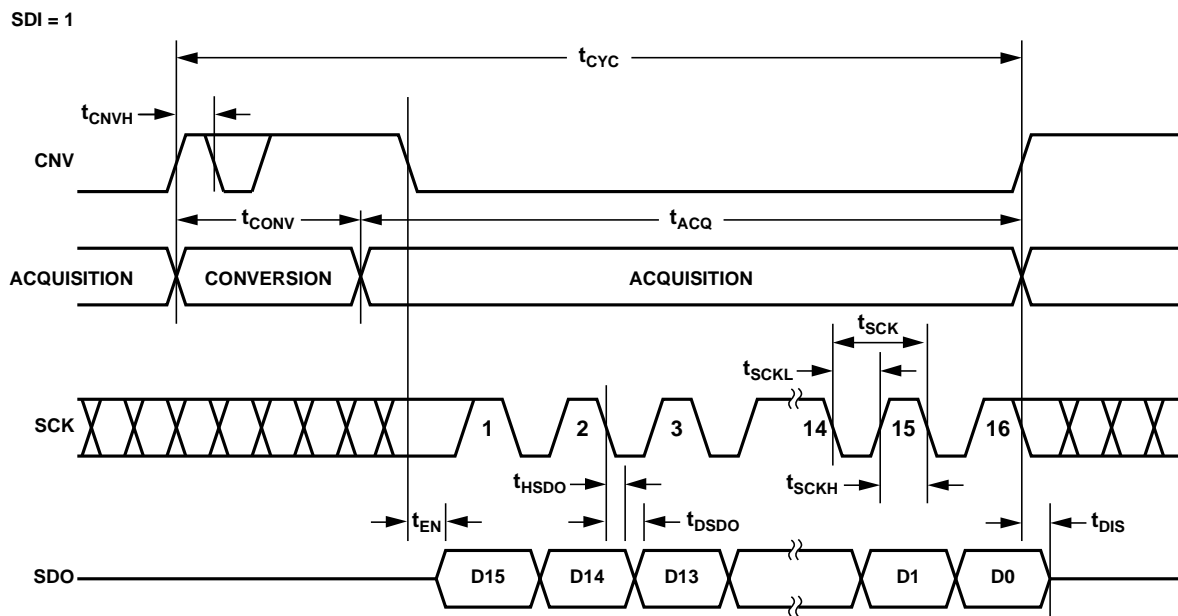 SDI = 1
tCYC
tCNVH
CNV
tCONV
tACQ
ACQUISITION
CONVERSION
ACQUISITION
tSCK
tSCKL
SCK
1
2
3
14
15
16
tHSDO
tSCKH
tEN
tDSDO
tDIS
SDO
D15
D14
D13
D1
D0